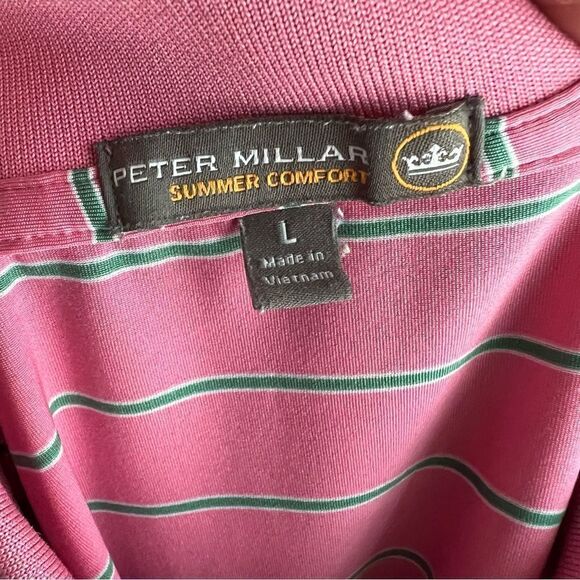 PETER MILLAR
SUMMER COMFORT
L
Made in
Vietnam